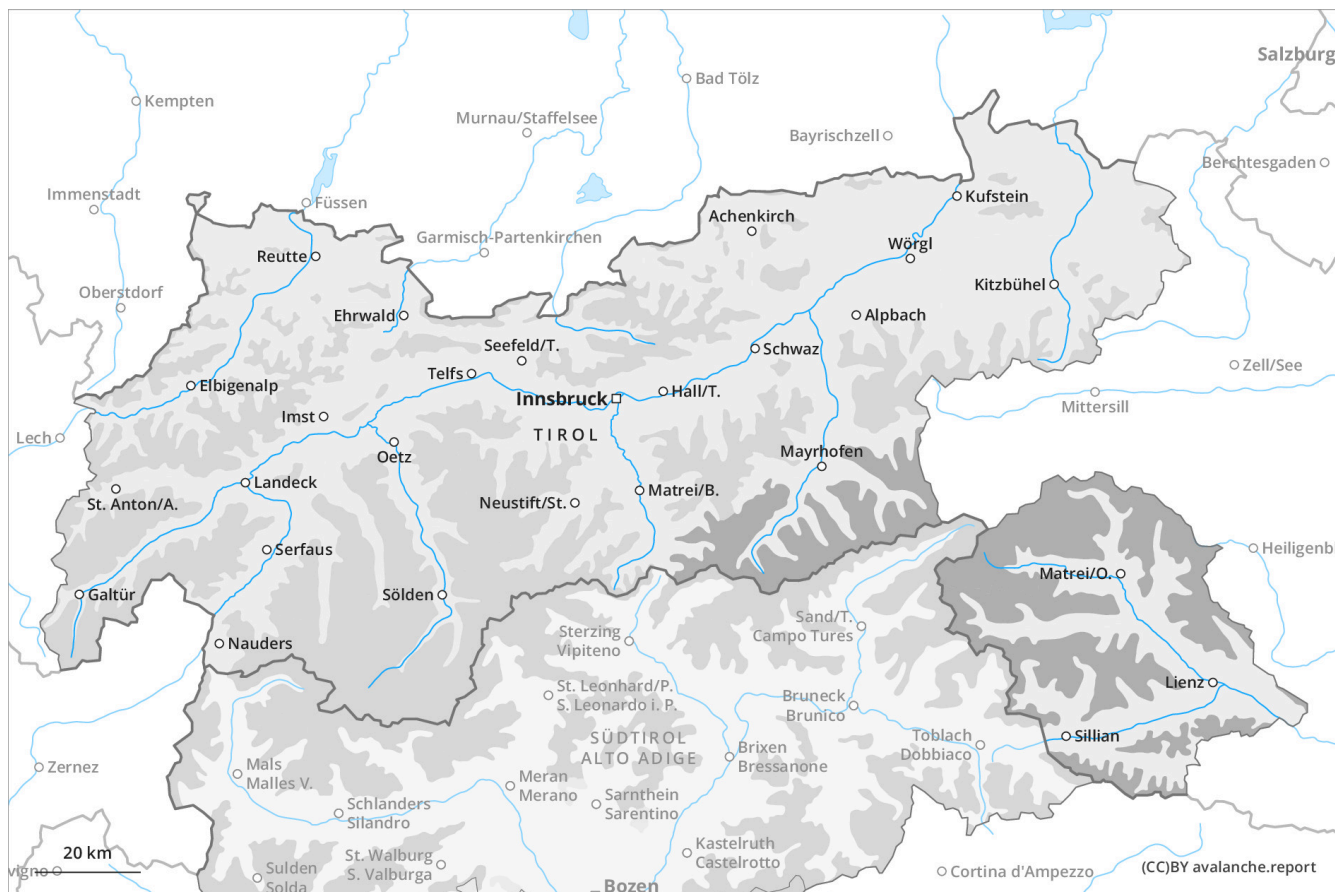 Salzburg
Bad Tölz
Kempten
Murnau/Staffelsee
Bayrischzell
Berchtesgaden
Immenstadt
Füssen
Kufstein
Achenkirch
Garmisch-Partenkirchen
Wörgl
Reutte
Kitzbühel
Oberstdorf
Ehrwald
Alpbach
Seefeld/T.
Schwaz
Zell/See
Telfs
Elbigenalp
Innsbruck
Hall/T.
Mittersill
Imst
TIROL
Lech
Oetz
Mayrhofen
Landeck
St. Anton/A.
Neustift/St.
Matrei/B.
Serfaus
Heiligenb
Matrei/O.
Galtür
Sölden
Sand/T.
Campo Tures
Sterzing
Vipiteno
Nauders
Lienz
St. Leonhard/P.
S. Leonardo i. P.
Bruneck
Brunico
SÜDTIROL
ALTO ADIGE
Toblach
Dobbiaco
Sillian
Brixen
Bressanone
Zernez
Mals
Malles V.
Meran
Merano
Sarnthein
Sarentino
Schlanders
Silandro
Kastelruth
Castelrotto
20 km
St. Walburg
S. Valburga
vigno
Sulden
Solda
Cortina d'Ampezzo
(CC)BY avalanche.report
Bozen